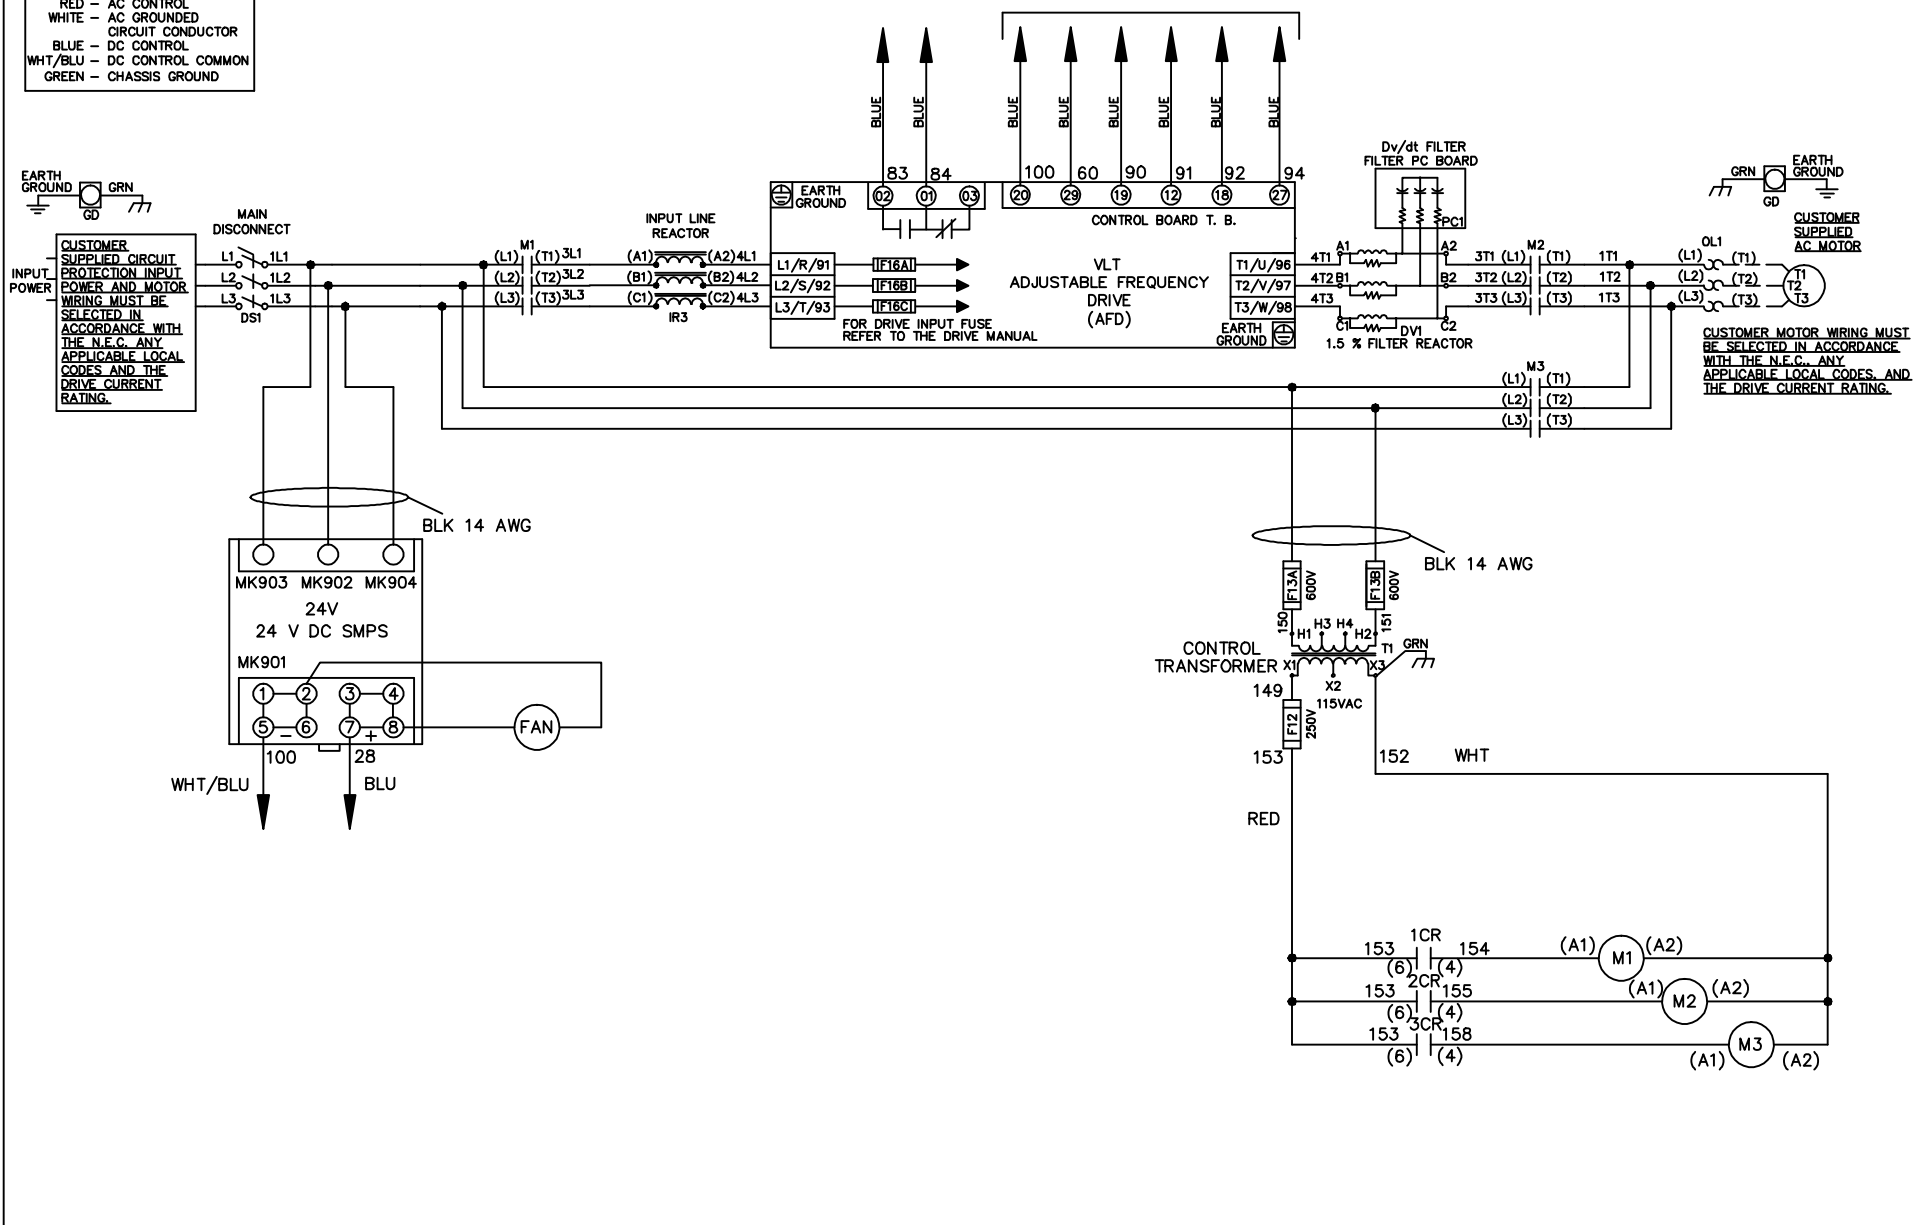 RED – AC CONTROL
WHITE – AC GROUNDED
CIRCUIT CONDUCTOR
BLUE – DC CONTROL
WHT/BLU – DC CONTROL COMMON
GREEN – CHASSIS GROUND
BLUE
BLUE
BLUE
BLUE
BLUE
BLUE
BLUE
BLUE
83
84
100
60
90
91
92
94
EARTH
GROUND
02
01
03
20
29
19
12
18
27
CONTROL BOARD T. B.
EARTH
GROUND
GRN
GD
MAIN
DISCONNECT
L1
1L1
L2
1L2
L3
1L3
DS1
INPUT
POWER
CUSTOMER
SUPPLIED CIRCUIT
PROTECTION INPUT
POWER AND MOTOR
WIRING MUST BE
SELECTED IN
ACCORDANCE WITH
THE N.E.C. ANY
APPLICABLE LOCAL
CODES AND THE
DRIVE CURRENT
RATING.
M1
(L1) (T1) 3L1
(L2) (T2) 3L2
(L3) (T3) 3L3
INPUT LINE
REACTOR
(A1) (A2) 4L1
(B1) (B2) 4L2
(C1) (C2) 4L3
IR3
L1/R/91
L2/S/92
L3/T/93
F16A
F16B
F16C
FOR DRIVE INPUT FUSE
REFER TO THE DRIVE MANUAL
VLT
ADJUSTABLE FREQUENCY
DRIVE
(AFD)
T1/U/96
T2/V/97
T3/W/98
EARTH
GROUND
Dv/dt FILTER
FILTER PC BOARD
PC1
4T1 A1 A2
4T2 B1 B2
4T3
C1 C2
DV1
1.5 % FILTER REACTOR
M2
3T1 (L1) (T1) 1T1
3T2 (L2) (T2) 1T2
3T3 (L3) (T3) 1T3
OL1
(L1) (T1)
(L2) (T2)
(L3) (T3)
T1
T2
T3
GRN
GD
EARTH
GROUND
CUSTOMER
SUPPLIED
AC MOTOR
CUSTOMER MOTOR WIRING MUST
BE SELECTED IN ACCORDANCE
WITH THE N.E.C., ANY
APPLICABLE LOCAL CODES, AND
THE DRIVE CURRENT RATING.
M3
(L1) (T1)
(L2) (T2)
(L3) (T3)
BLK 14 AWG
MK903 MK902 MK904
24V
24 V DC SMPS
MK901
1 2 3 4
5 – 6 7 + 8
FAN
100
28
WHT/BLU
BLU
BLK 14 AWG
F13A
600V
F13B
600V
150
151
H1 H3 H4 H2
T1
GRN
CONTROL
TRANSFORMER
X1
X3
X2
115VAC
149
F12
250V
153
152
WHT
RED
1CR
153 154
(6) (4)
(A1) M1 (A2)
2CR
153 155
(6) (4)
(A1) M2 (A2)
3CR
153 158
(6) (4)
(A1) M3 (A2)